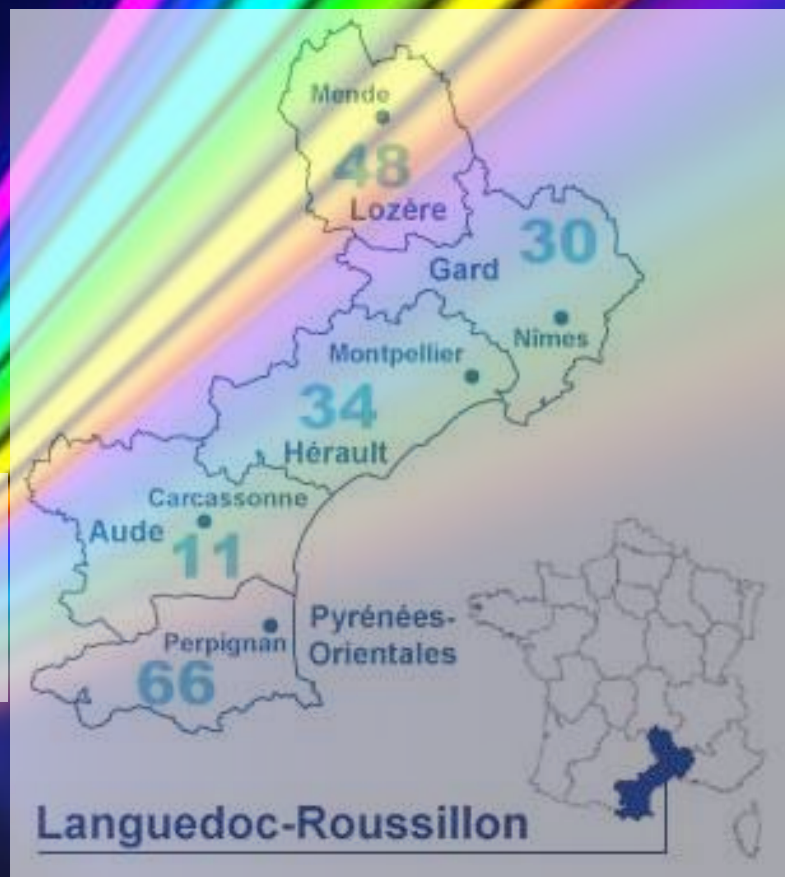 Mende
48
Lozère
30
Gard
Nîmes
Montpellier
34
Hérault
Carcassonne
Aude
11
Pyrénées-
Orientales
Perpignan
66
Languedoc-Roussillon